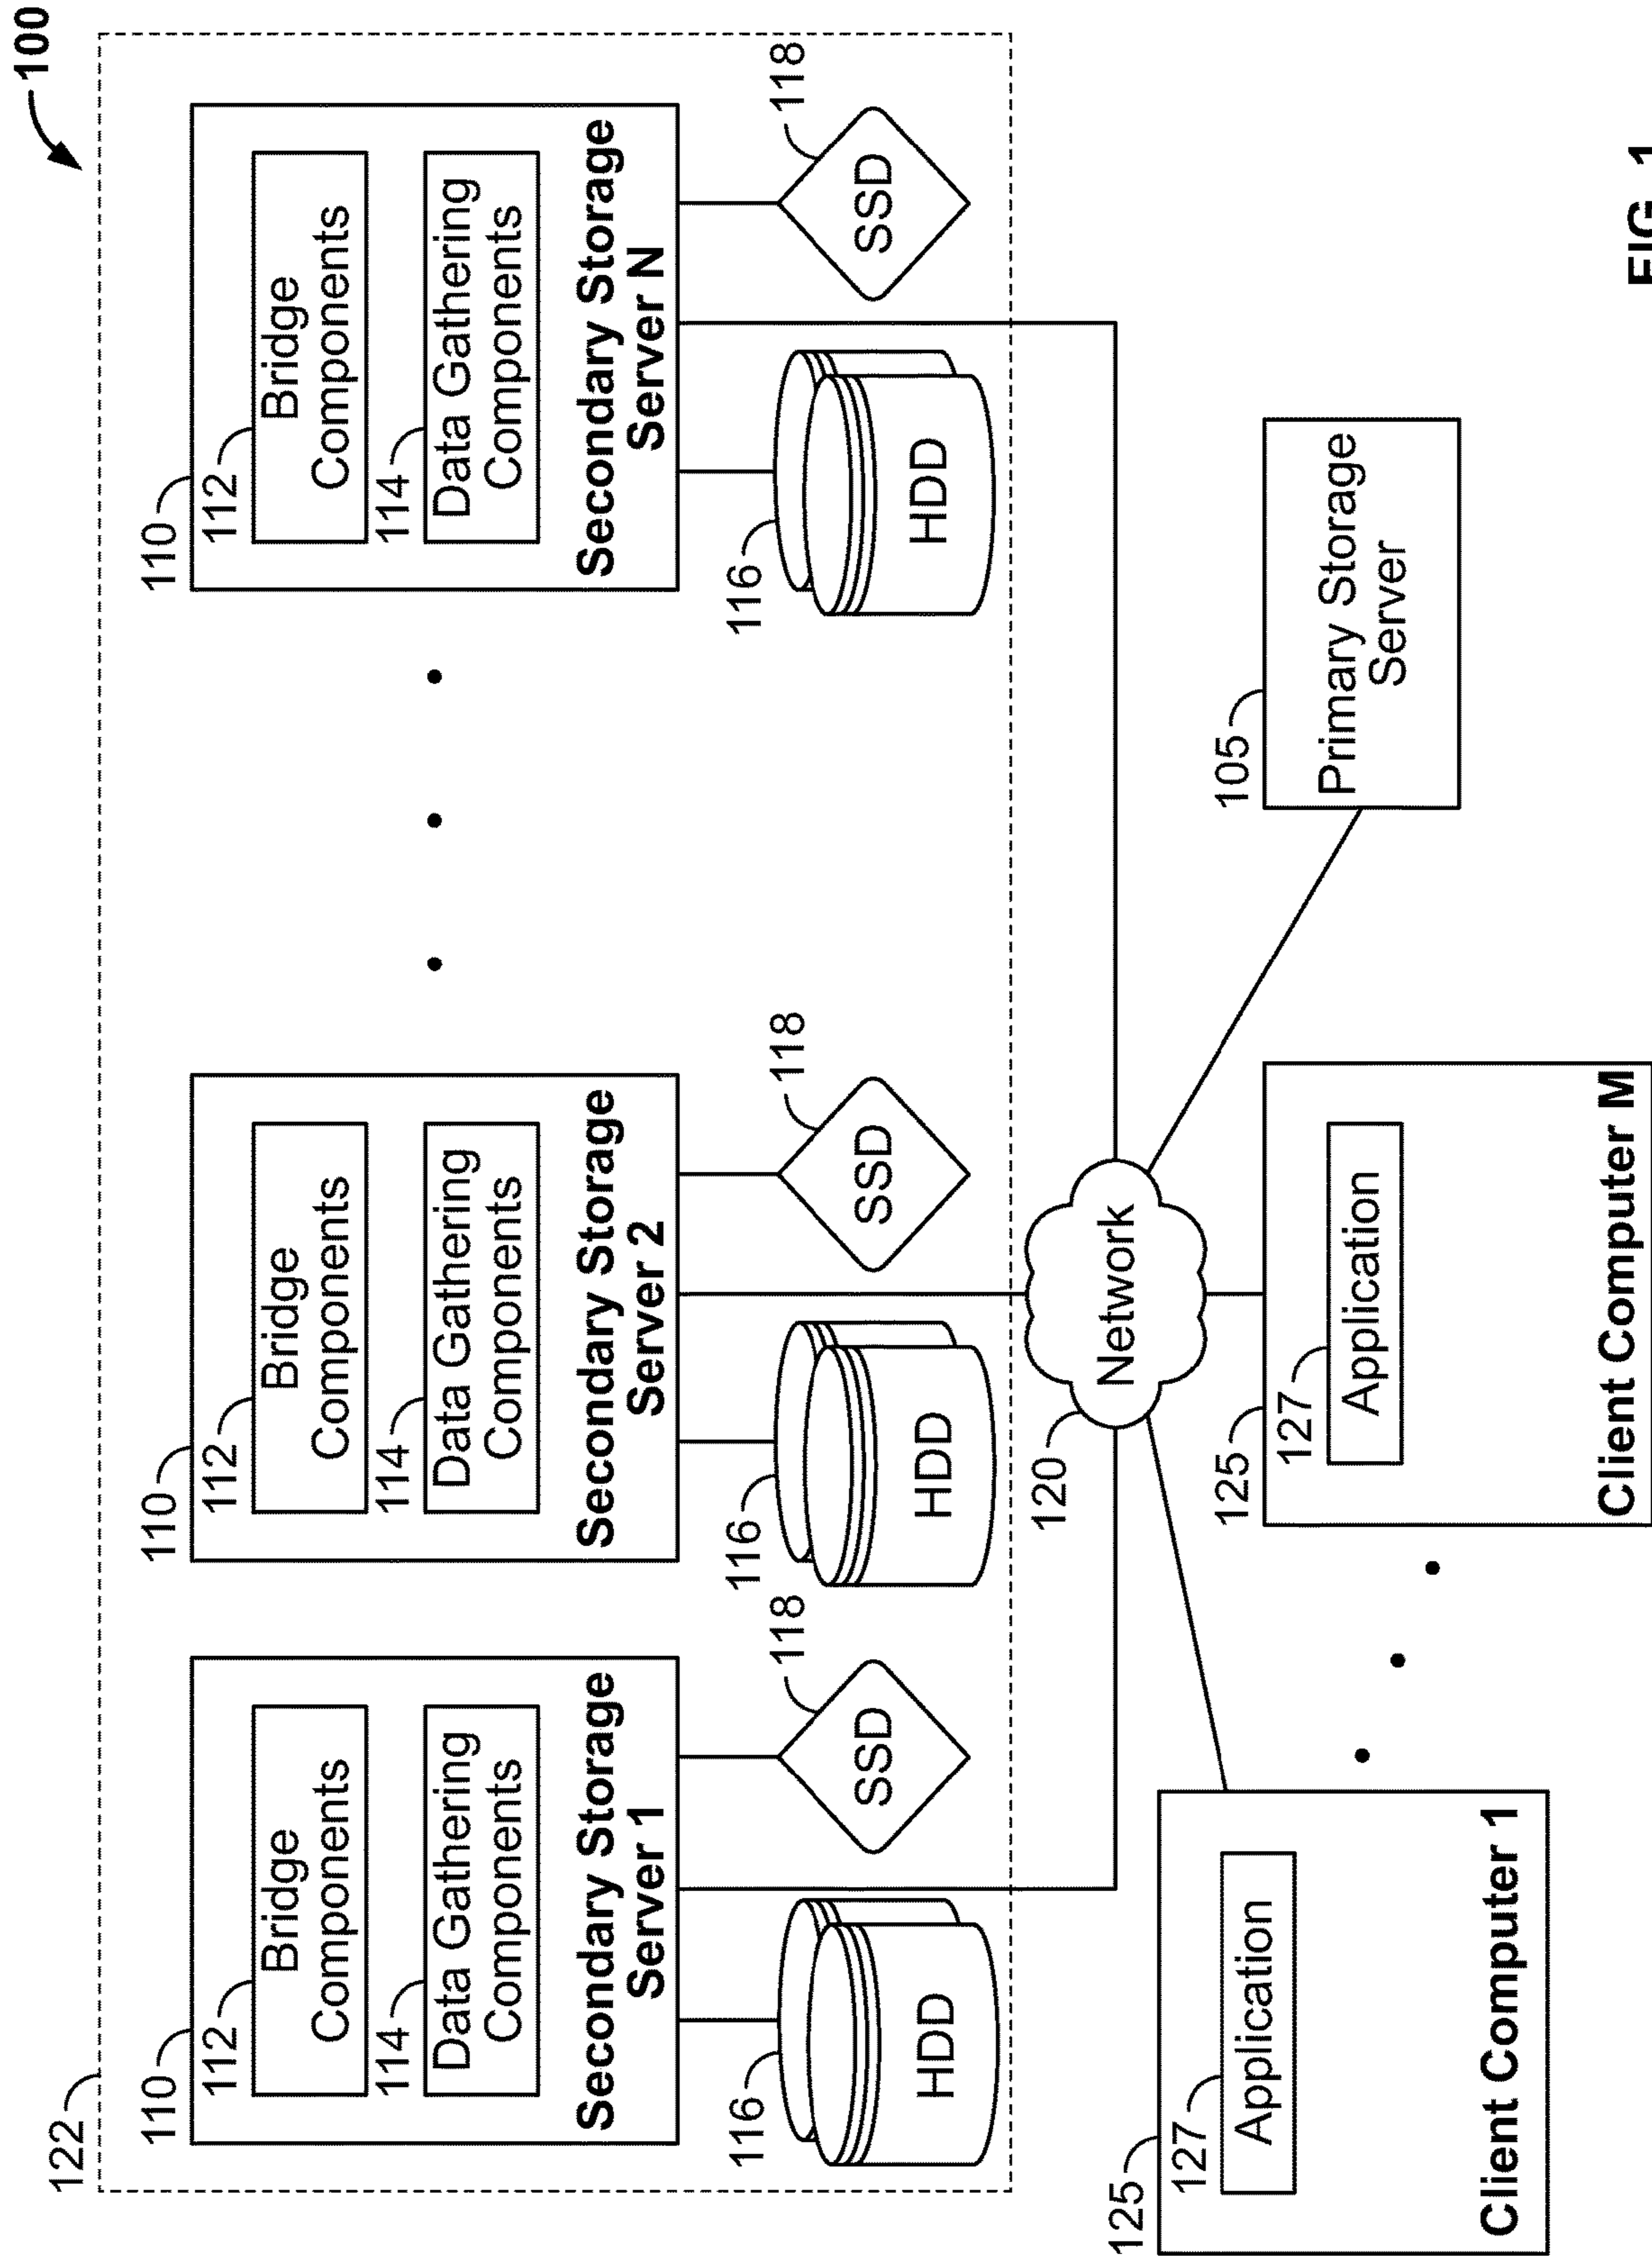 100
122
110
112
Bridge
Components
114
Data Gathering
Components
Secondary Storage
Server 1
116
HDD
118
SSD
110
112
Bridge
Components
114
Data Gathering
Components
Secondary Storage
Server 2
116
HDD
118
SSD
110
112
Bridge
Components
114
Data Gathering
Components
Secondary Storage
Server N
116
HDD
118
SSD
120
Network
125
127
Application
Client Computer 1
125
127
Application
Client Computer M
105
Primary Storage
Server
FIG. 1